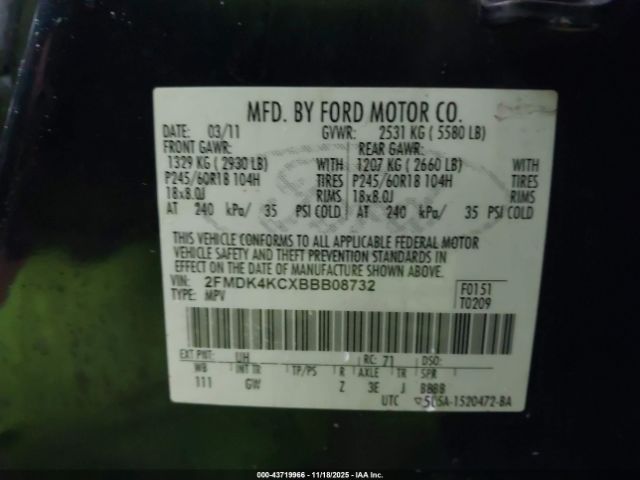 MFD. BY FORD MOTOR CO.
DATE: 03/11 GVWR: 2531 KG ( 5580 LB)
FRONT GAWR: REAR GAWR:
1329 KG ( 2930 LB) WITH 1207 KG ( 2660 LB) WITH
P245/60R18 104H TIRES P245/60R18 104H TIRES
18x8.0J RIMS 18x8.0J RIMS
AT 240 kPa/ 35 PSI COLD AT 240 kPa/ 35 PSI COLD
THIS VEHICLE CONFORMS TO ALL APPLICABLE FEDERAL MOTOR
VEHICLE SAFETY AND THEFT PREVENTION STANDARDS
IN EFFECT ON THE DATE OF MANUFACTURE SHOWN ABOVE.
VIN: 2FMDK4KCXBBB08732 F0151
TYPE: MPV T0209
EXT PNT: UH RC: 71 DSO:
WB INT TR TP/PS R AXLE TR SPR
111 GW Z 3E J BBBB
UTC ▽5USA-1520472-BA
000-43719966 - 11/18/2025 - IAA Inc.